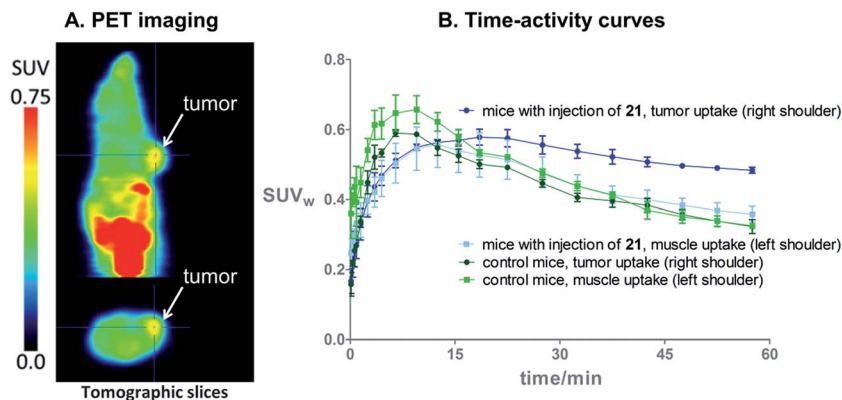 A. PET imaging
SUV
0.75
0.0
tumor
tumor
Tomographic slices
B. Time-activity curves
0.8
0.6
0.4
0.2
0.0
SUVw
mice with injection of 21, tumor uptake (right shoulder)
mice with injection of 21, muscle uptake (left shoulder)
control mice, tumor uptake (right shoulder)
control mice, muscle uptake (left shoulder)
0
15
30
45
60
time/min